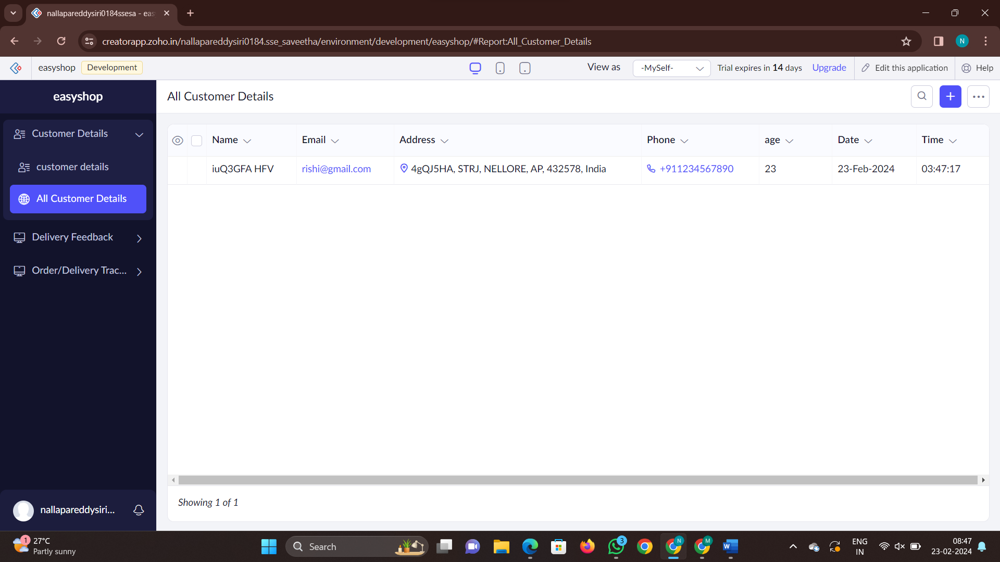 nallapareddysiri0184ssesa - eas
creatorapp.zoho.in/nallapareddysiri0184.sse_saveetha/environment/development/easyshop/#Report:All_Customer_Details
N
easyshop Development View as -MySelf- Trial expires in 14 days Upgrade Edit this application Help
easyshop
All Customer Details
Customer Details
customer details
All Customer Details
Delivery Feedback
Order/Delivery Trac...
Name Email Address Phone age Date Time
iuQ3GFA HFV rishi@gmail.com 4gQJ5HA, STRJ, NELLORE, AP, 432578, India +911234567890 23 23-Feb-2024 03:47:17
Showing 1 of 1
nallapareddysiri...
1
27°C
Partly sunny
Search
3
N
M
W
ENG
IN
08:47
23-02-2024